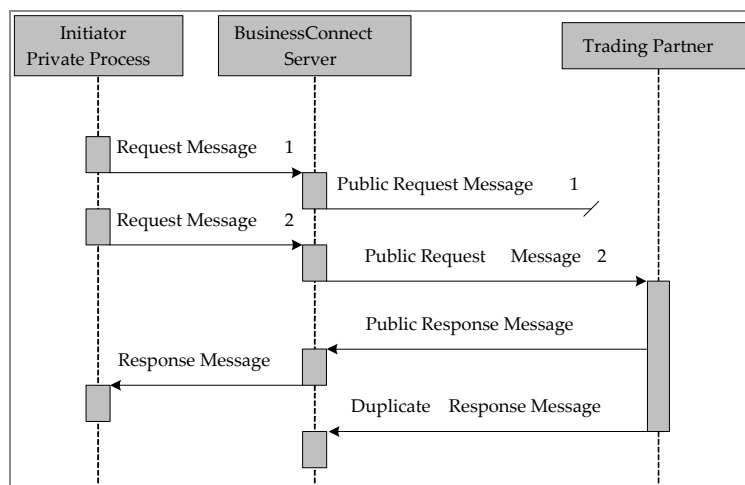 Initiator
Private Process
BusinessConnect
Server
Trading Partner
Request Message 1
Public Request Message 1
Request Message 2
Public Request Message 2
Public Response Message
Response Message
Duplicate Response Message